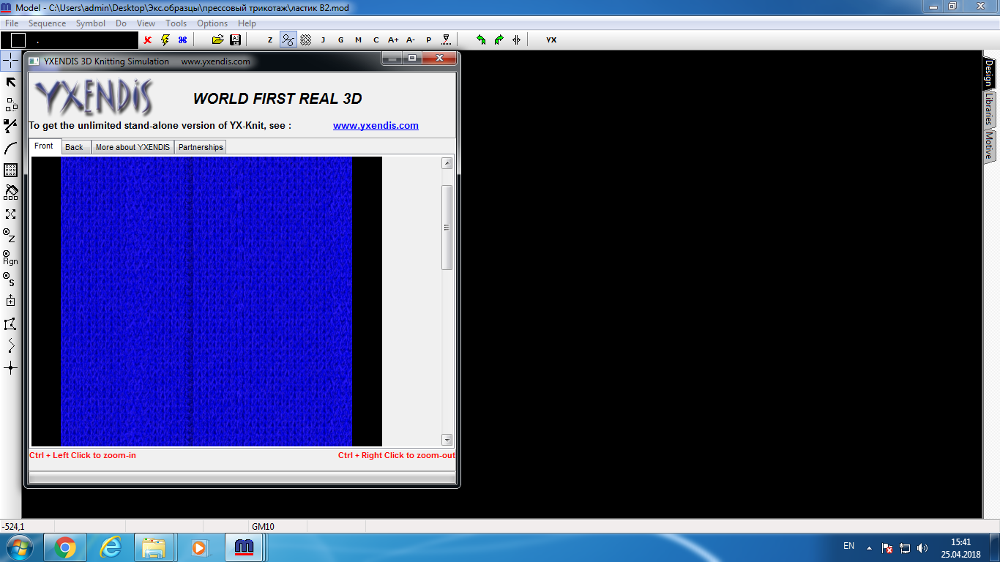 Model - C:\Users\admin\Desktop\Экс.образцы\прессовый трикотаж\ластик B2.mod
File Sequence Symbol Do View Tools Options Help
Z J G M C A+ A- P YX
YXENDIS 3D Knitting Simulation www.yxendis.com
YXENDIS WORLD FIRST REAL 3D
To get the unlimited stand-alone version of YX-Knit, see : www.yxendis.com
Front Back More about YXENDIS Partnerships
Ctrl + Left Click to zoom-in Ctrl + Right Click to zoom-out
Z
Rgn
S
Design
Libraries
Motive
-524,1 GM10
EN 15:41
25.04.2018